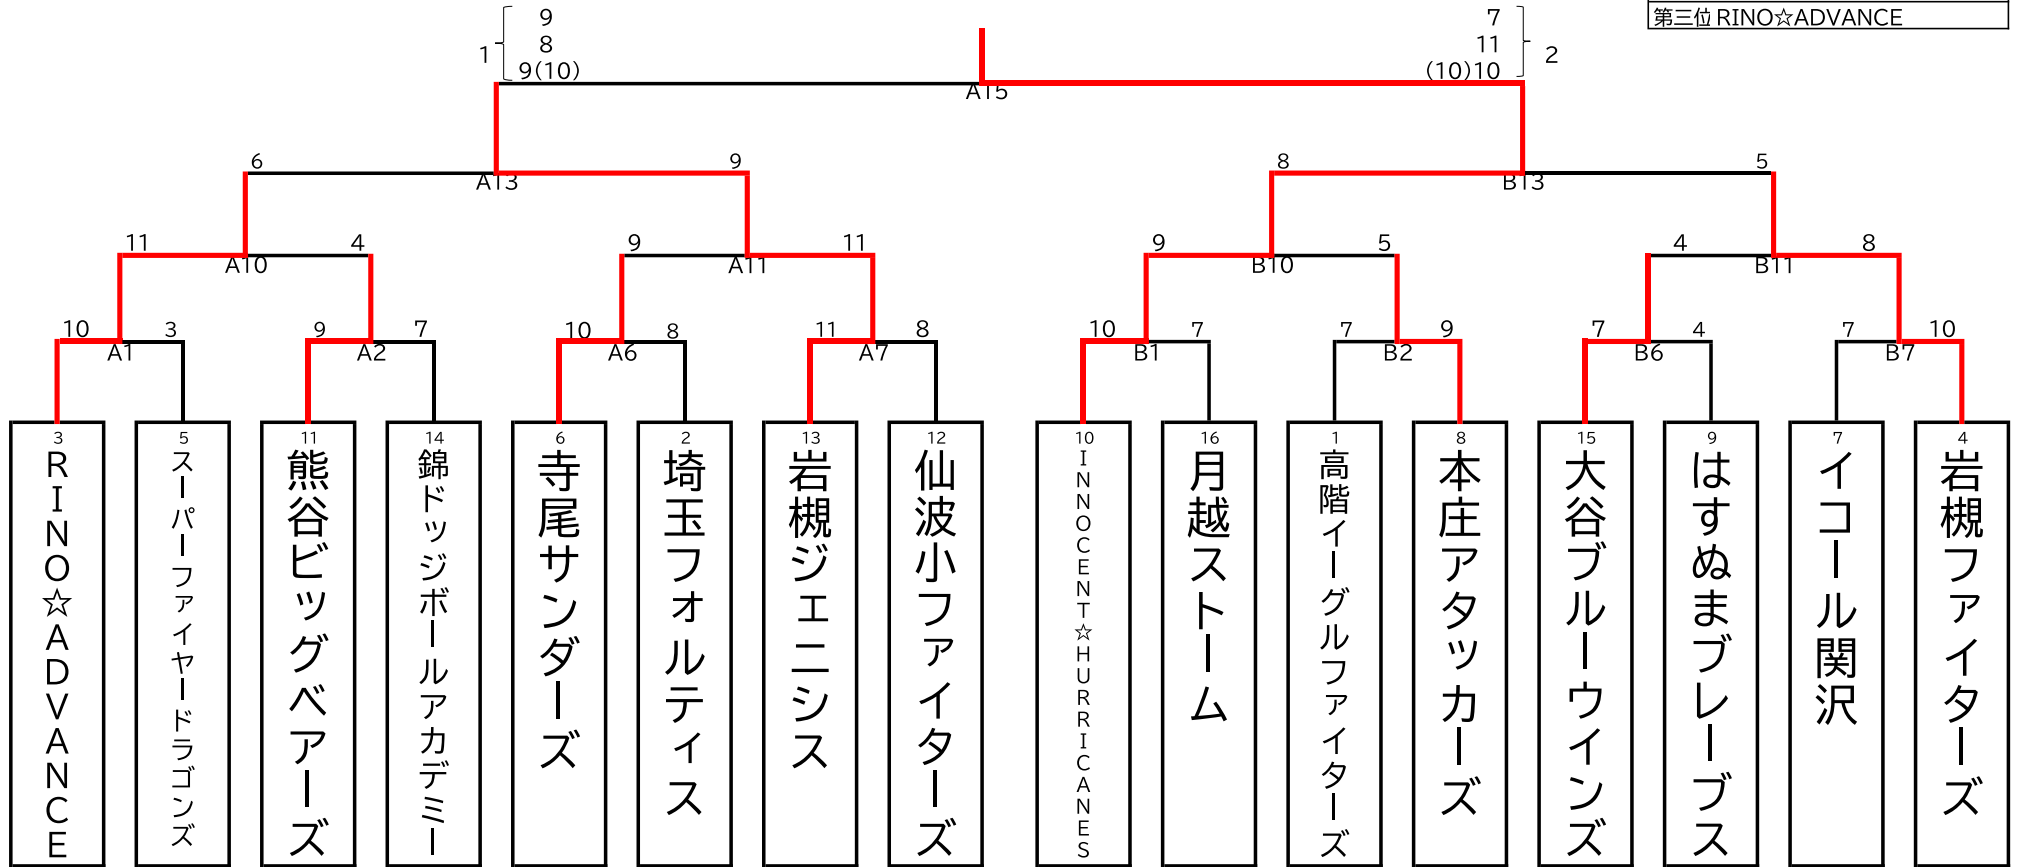 第三位 RINO☆ADVANCE
9 7
8 11
1 2
9(10) (10)10
A15
6 9 8 5
A13 B13
11 4 9 11 9 5 4 8
A10 A11 B10 B11
10 3 9 7 10 8 11 8 10 7 7 9 7 4 7 10
A1 A2 A6 A7 B1 B2 B6 B7
3 5 11 14 6 2 13 12 10 16 1 8 15 9 7 4
RINO☆ADVANCE
スーパーファイヤードラゴンズ
熊谷ビッグベアーズ
錦ドッジボールアカデミー
寺尾サンダーズ
埼玉フォルティス
岩槻ジェニシス
仙波小ファイターズ
INNOCENT☆HURRICANES
月越ストーム
高階イーグルファイターズ
本庄アタッカーズ
大谷ブルーウインズ
はすぬまブレーブス
イコール関沢
岩槻ファイターズ